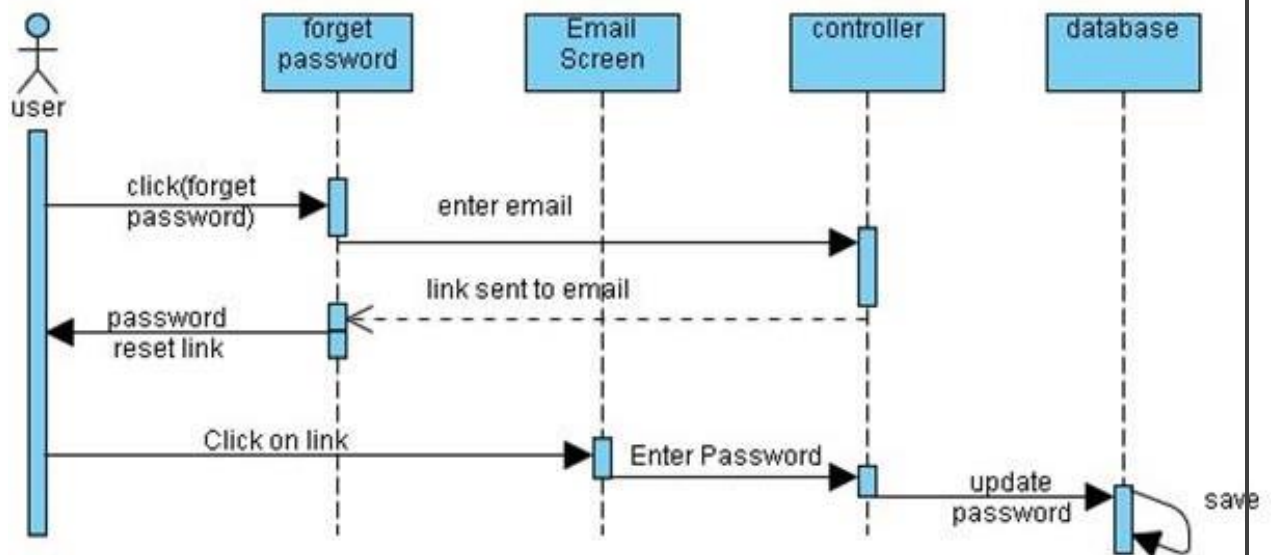 forget
password
Email
Screen
controller
database
user
click(forget
password)
enter email
link sent to email
password
reset link
Click on link
Enter Password
update
password
save